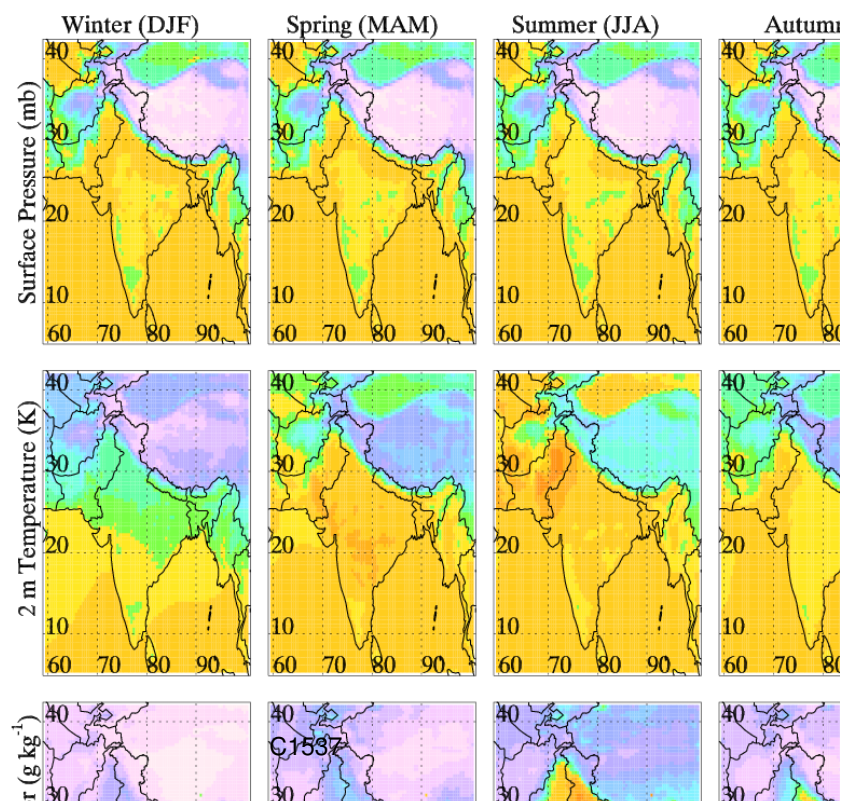 Winter (DJF) Spring (MAM) Summer (JJA) Autumn
Surface Pressure (mb)
30 30 30 30
20 20 20 20
10 10 10 10
60 70 80 90 60 70 80 90 60 70 80 90 60 70 80
2 m Temperature (K)
40 40 40 40
30 30 30 30
20 20 20 20
10 10 10 10
60 70 80 90 60 70 80 90 60 70 80 90 60 70 80
(g kg-1)
40 40 40 40
C1537
30 30 30 30